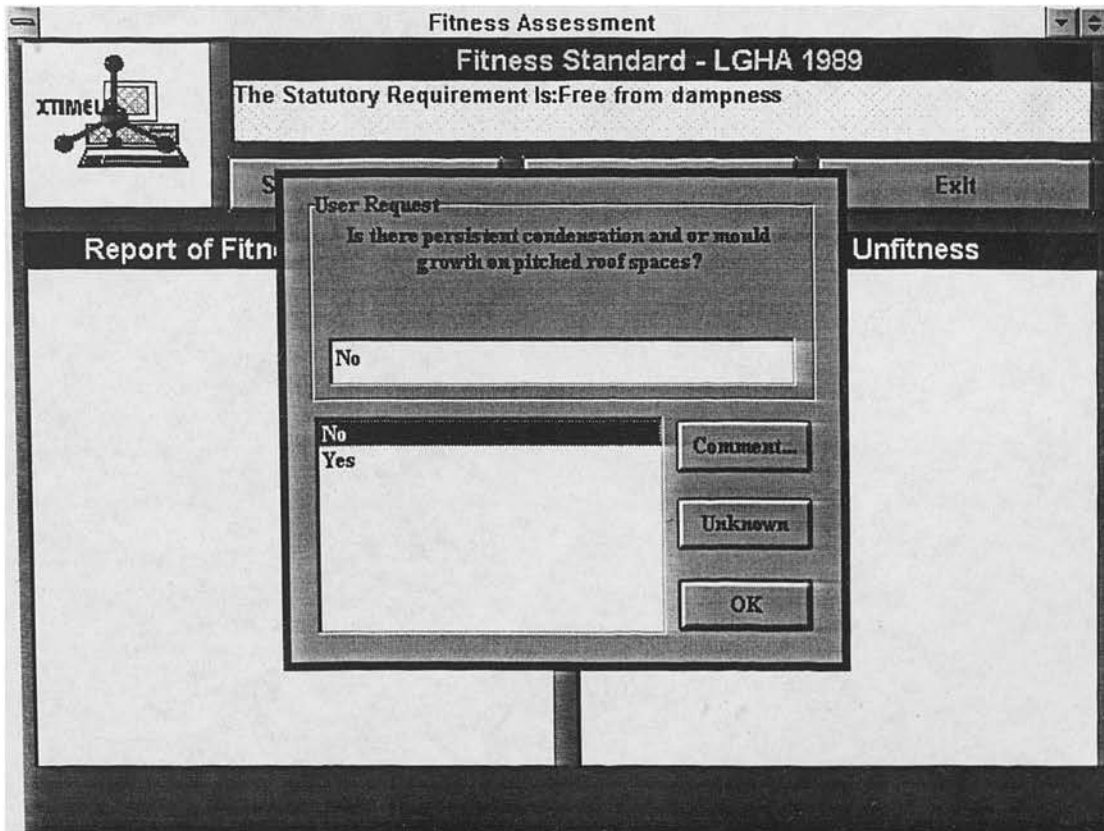 Fitness Assessment
Fitness Standard - LGHA 1989
The Statutory Requirement Is:Free from dampness
XTIMEL
Exit
User Request
Is there persistent condensation and or mould
growth on pitched roof spaces?
Report of
Unfitness
No
No
Yes
Comment...
Unknown
OK